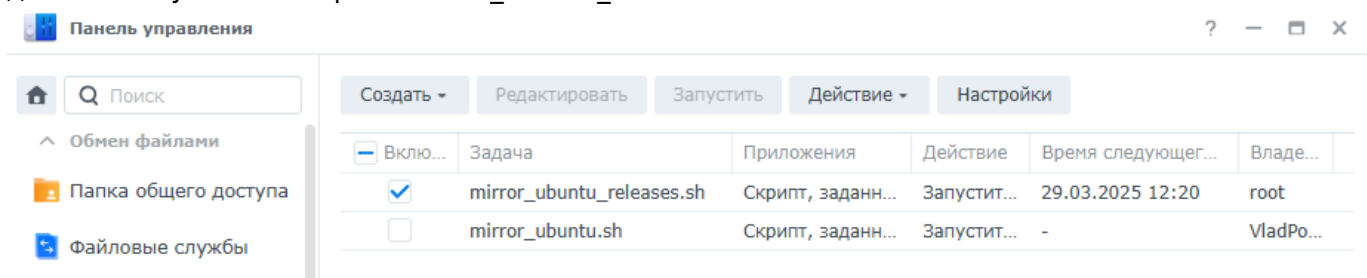 Панель управления
?
Поиск
Создать
Редактировать
Запустить
Действие
Настройки
Обмен файлами
Вклю... Задача Приложения Действие Время следующег... Владе...
Папка общего доступа
mirror_ubuntu_releases.sh Скрипт, заданн... Запустит... 29.03.2025 12:20 root
mirror_ubuntu.sh Скрипт, заданн... Запустит... - VladPo...
Файловые службы